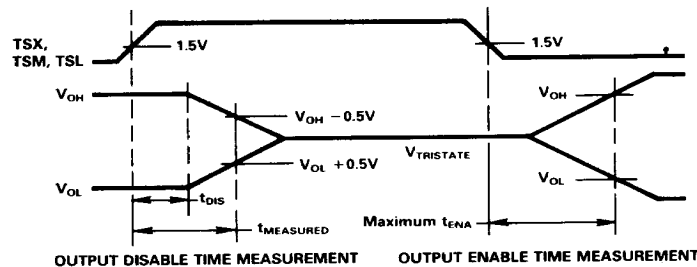 TSX,
TSM, TSL
1.5V
1.5V
VOH
VOH −0.5V
VOH
VTRISTATE
VOL +0.5V
VOL
VOL
tDIS
tMEASURED
Maximum tENA
OUTPUT DISABLE TIME MEASUREMENT
OUTPUT ENABLE TIME MEASUREMENT